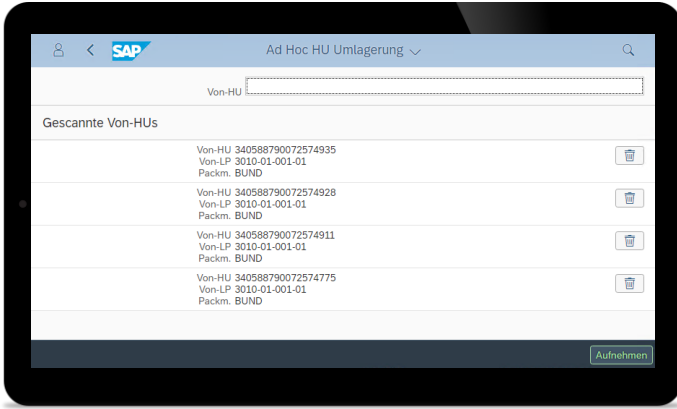 SAP
Ad Hoc HU Umlagerung
Von-HU
Gescannte Von-HUs
Von-HU 340588790072574935
Von-LP 3010-01-001-01
Packm. BUND
Von-HU 340588790072574928
Von-LP 3010-01-001-01
Packm. BUND
Von-HU 340588790072574911
Von-LP 3010-01-001-01
Packm. BUND
Von-HU 340588790072574775
Von-LP 3010-01-001-01
Packm. BUND
Aufnehmen